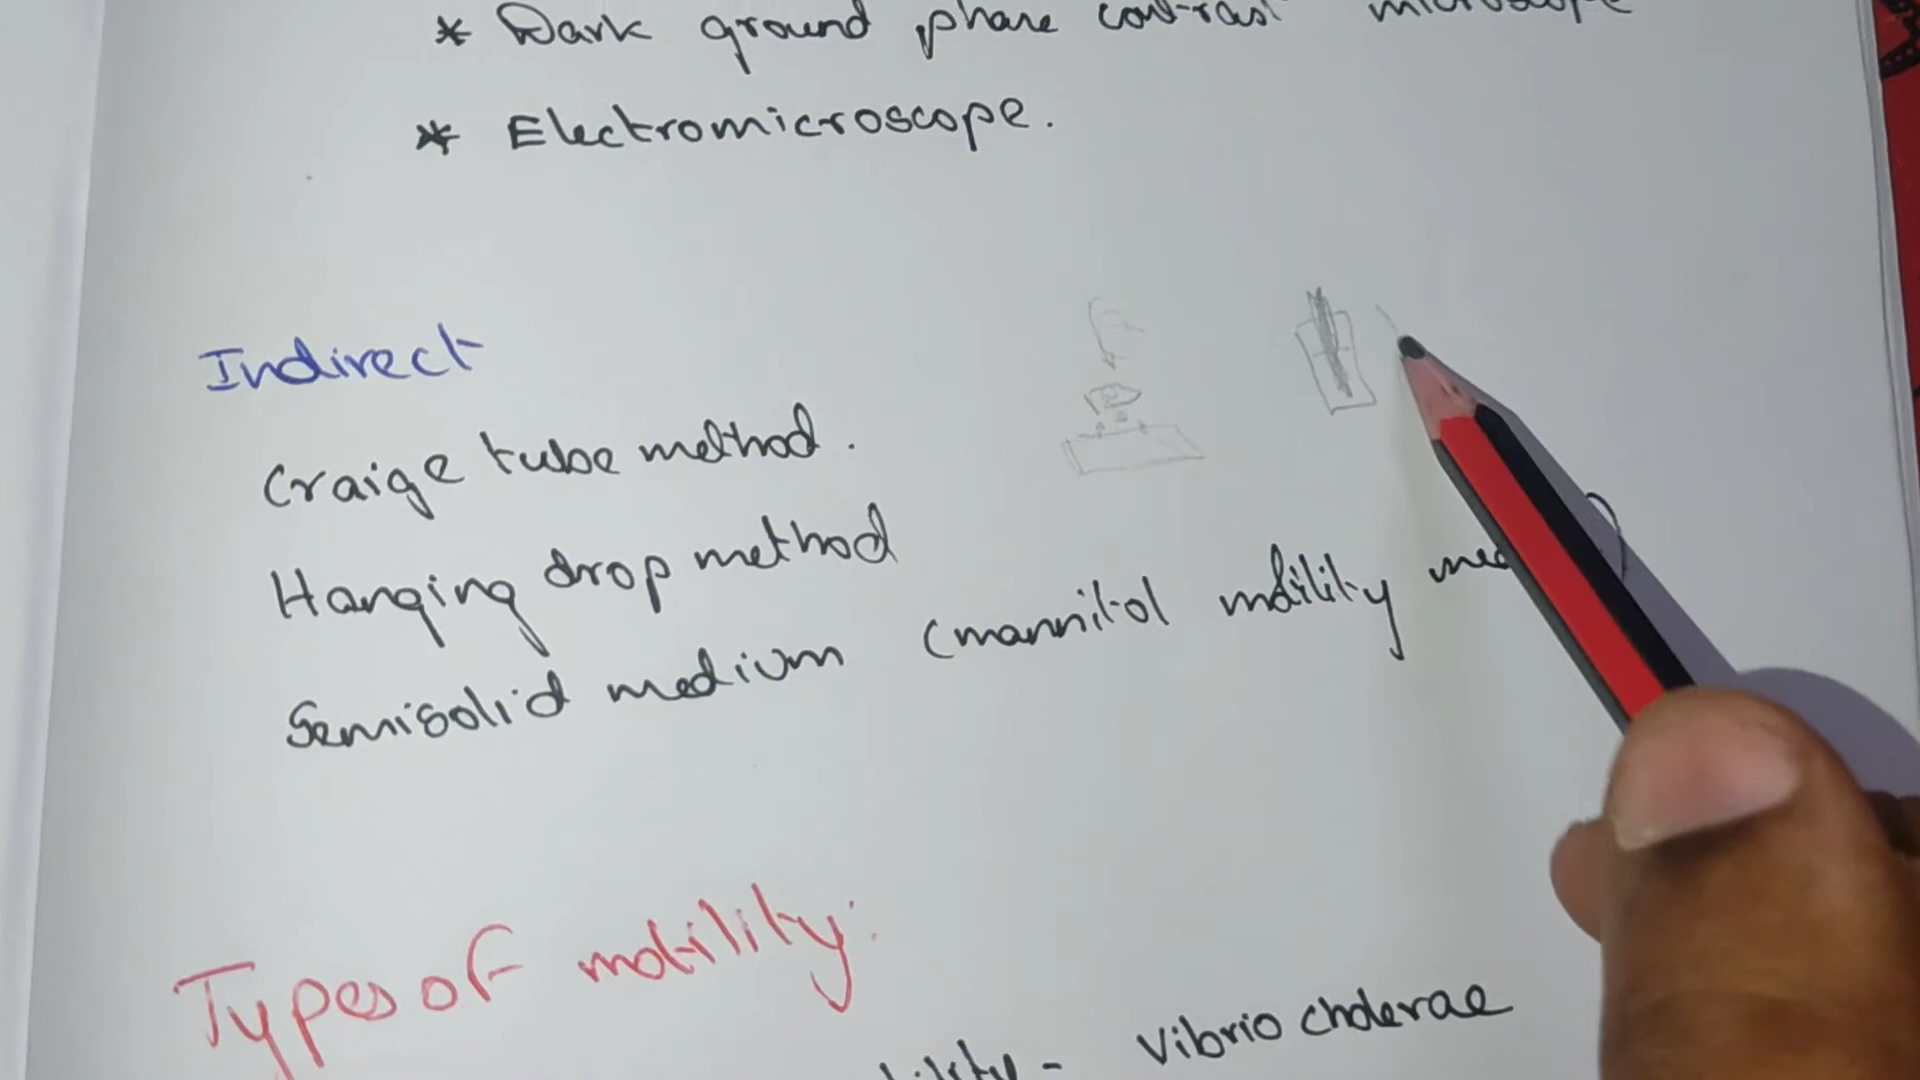 * Dark ground phase contrast microscope
* Electromicroscope.
Indirect
Craige tube method.
Hanging drop method
Semisolid medium (mannitol motility
Types of motility:
- Vibrio cholerae